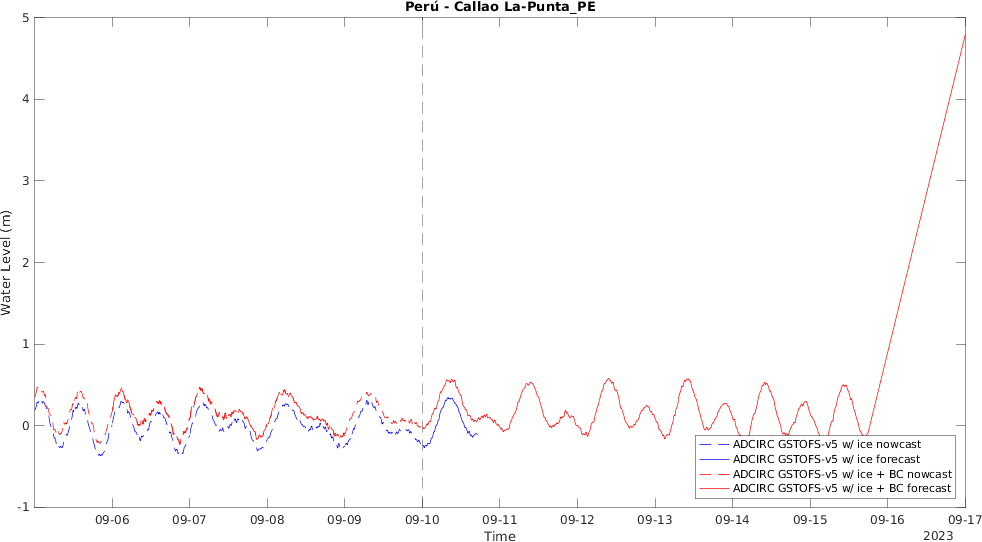 Perú - Callao La-Punta_PE
Water Level (m)
5
4
3
2
1
0
-1
ADCIRC GSTOFS-v5 w/ ice nowcast
ADCIRC GSTOFS-v5 w/ ice forecast
ADCIRC GSTOFS-v5 w/ ice + BC nowcast
ADCIRC GSTOFS-v5 w/ ice + BC forecast
09-06 09-07 09-08 09-09 09-10 09-11 09-12 09-13 09-14 09-15 09-16 09-17
Time
2023